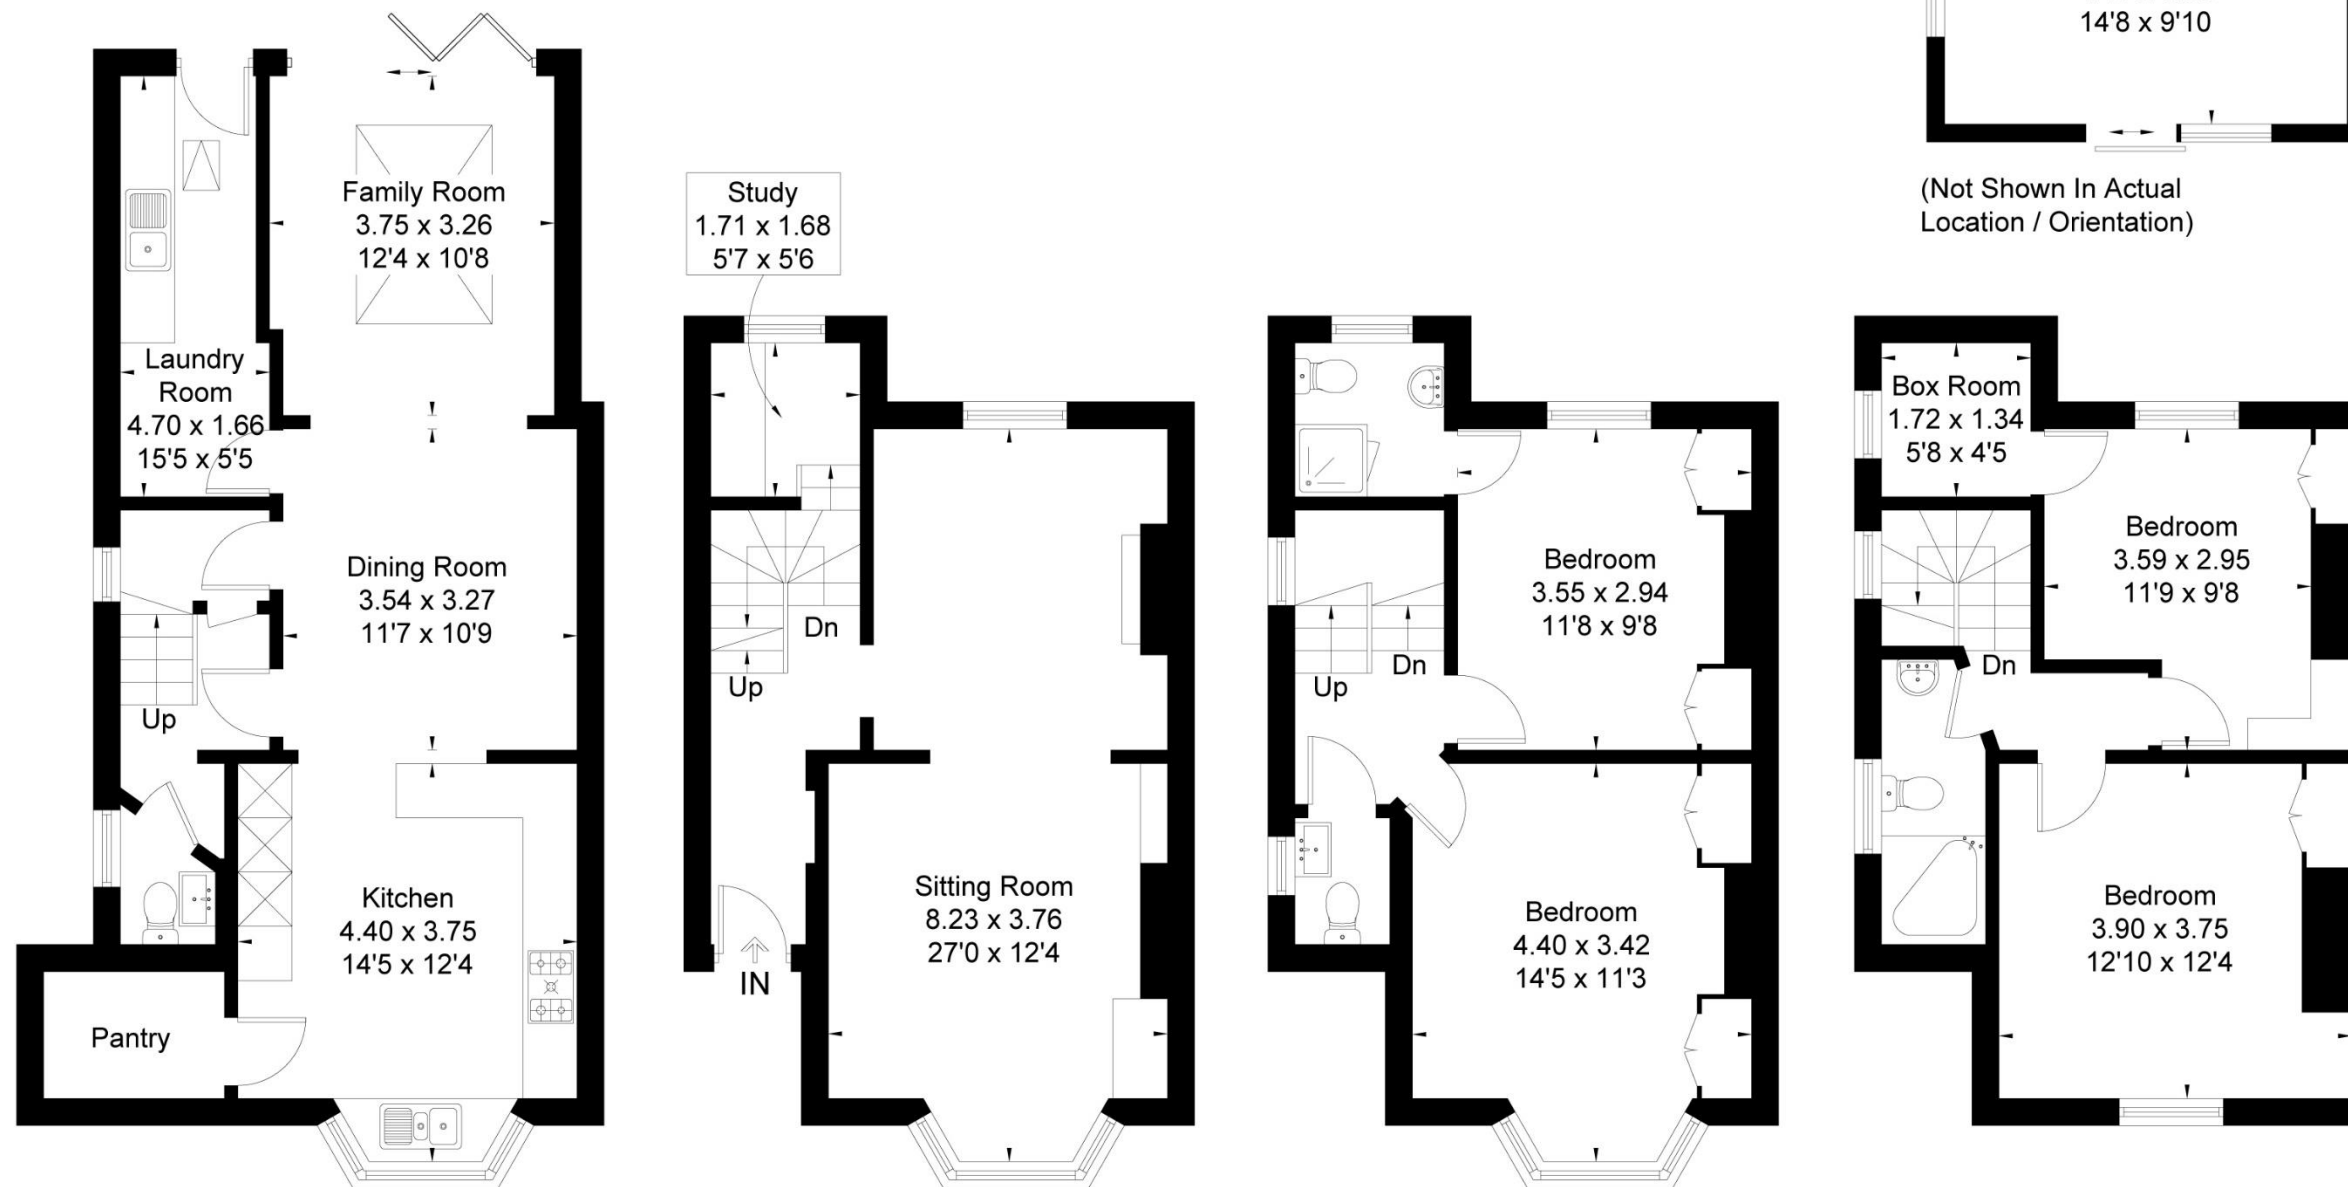 14'8 x 9'10
(Not Shown In Actual
Location / Orientation)
Family Room
3.75 x 3.26
12'4 x 10'8
Laundry
Room
4.70 x 1.66
15'5 x 5'5
Dining Room
3.54 x 3.27
11'7 x 10'9
Up
Kitchen
4.40 x 3.75
14'5 x 12'4
Pantry
Study
1.71 x 1.68
5'7 x 5'6
Dn
Up
Sitting Room
8.23 x 3.76
27'0 x 12'4
IN
Bedroom
3.55 x 2.94
11'8 x 9'8
Up
Dn
Bedroom
4.40 x 3.42
14'5 x 11'3
Box Room
1.72 x 1.34
5'8 x 4'5
Bedroom
3.59 x 2.95
11'9 x 9'8
Dn
Bedroom
3.90 x 3.75
12'10 x 12'4